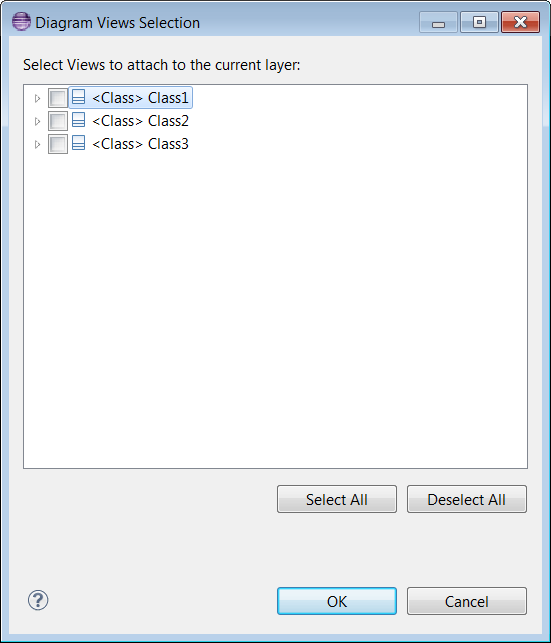 Diagram Views Selection
Select Views to attach to the current layer:
<Class> Class1
<Class> Class2
<Class> Class3
Select All Deselect All
? OK Cancel